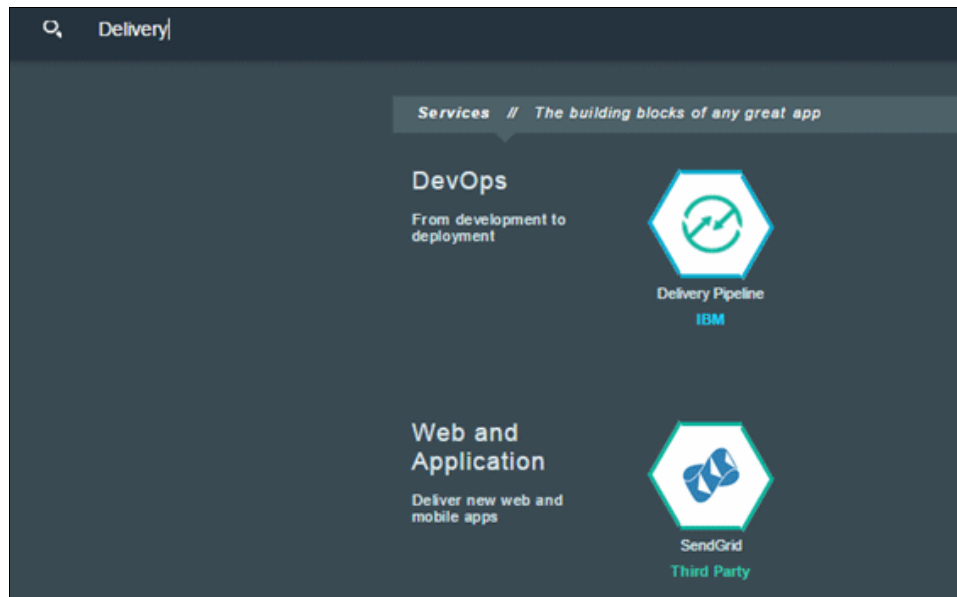 Delivery
Services // The building blocks of any great app
DevOps
From development to
deployment
Delivery Pipeline
IBM
Web and
Application
Deliver new web and
mobile apps
SendGrid
Third Party